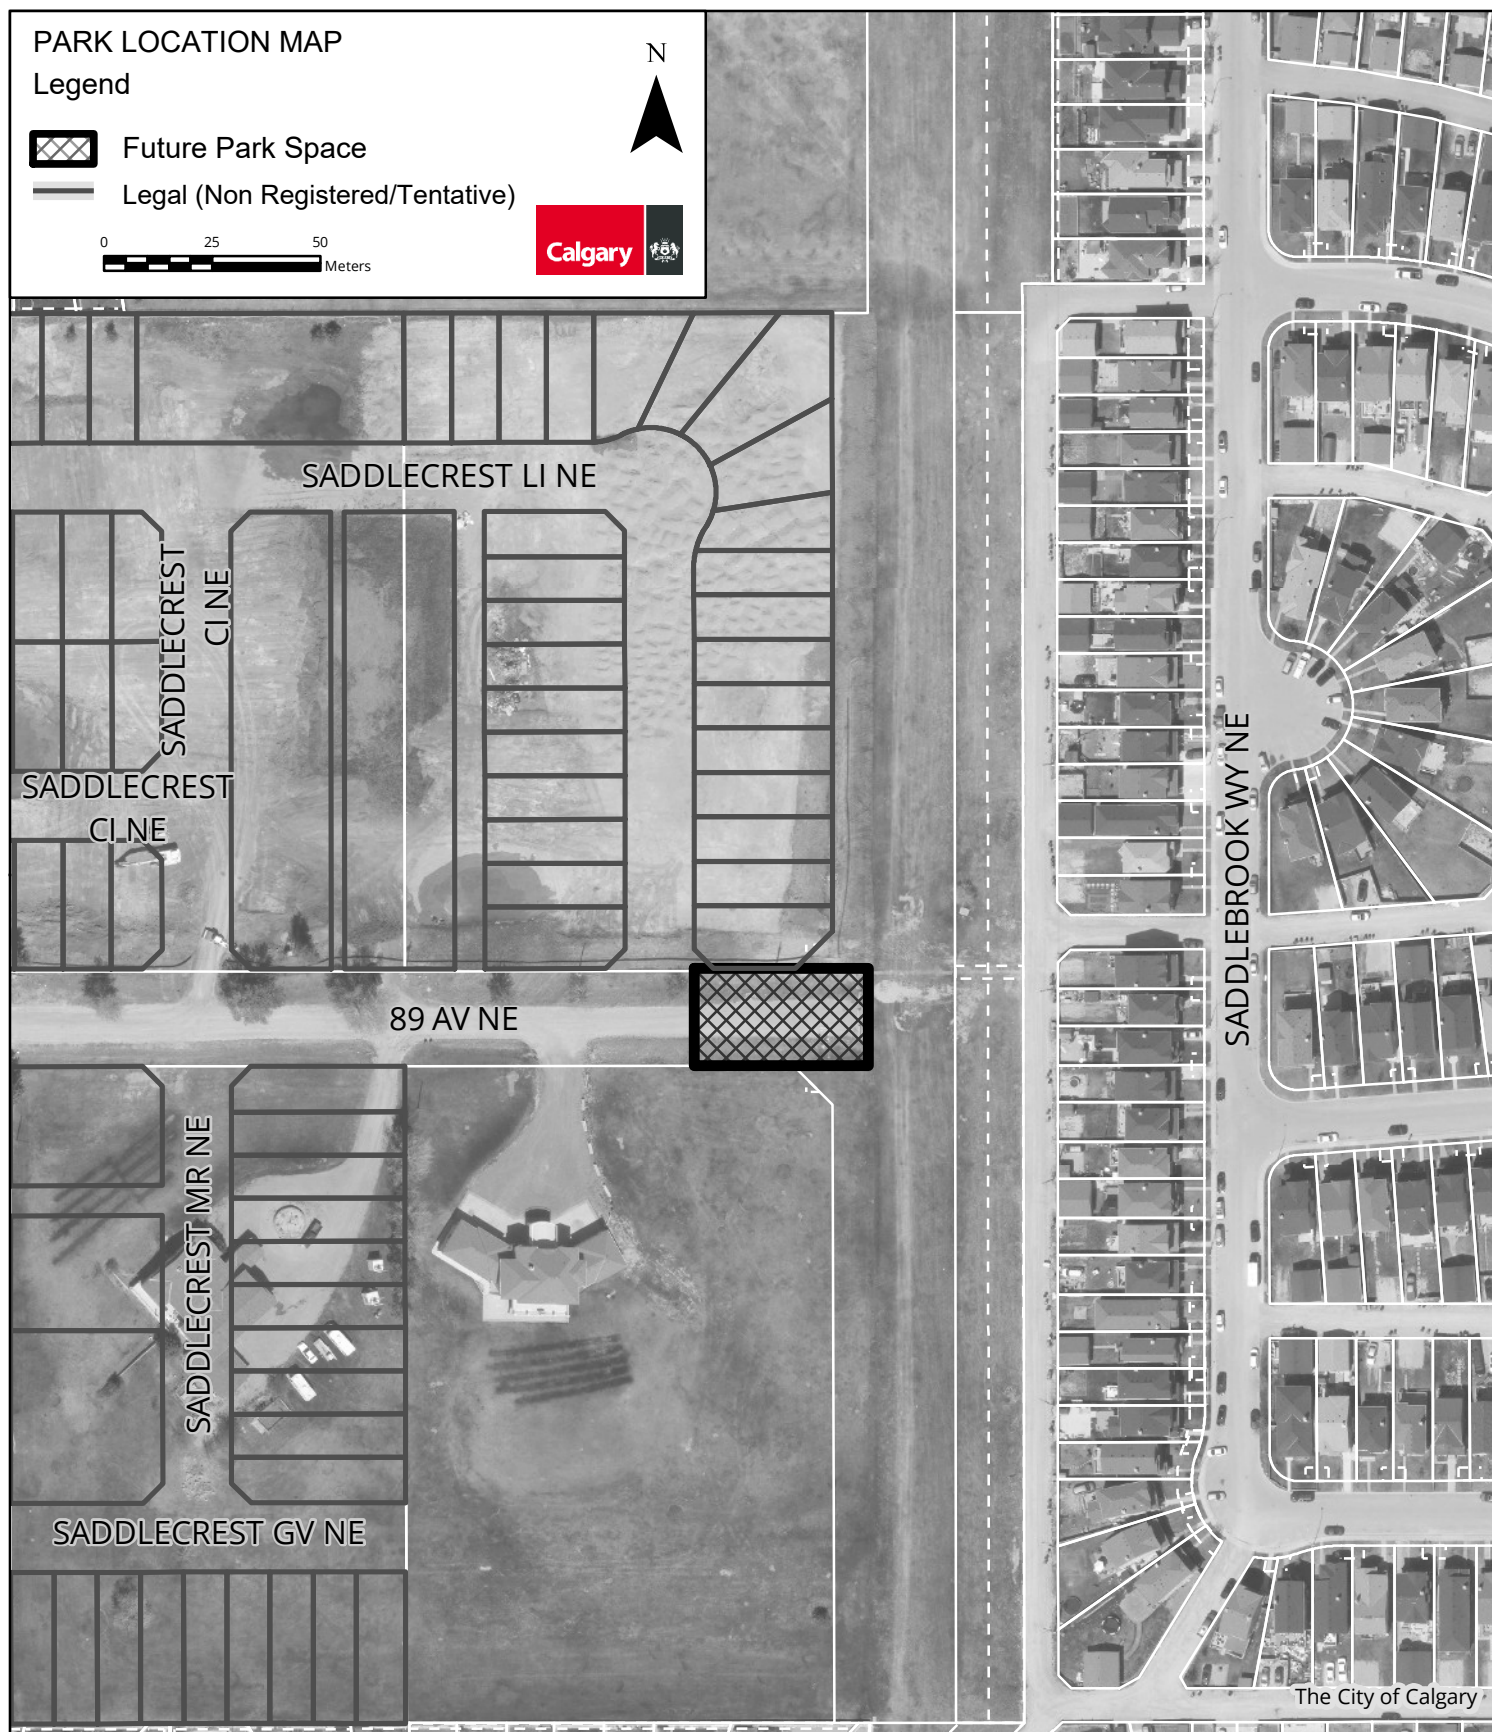 PARK LOCATION MAP
Legend
N
Future Park Space
Legal (Non Registered/Tentative)
0 25 50
Meters
Calgary
SADDLECREST LI NE
SADDLECREST
CI NE
SADDLECREST
CI NE
SADDLEBROOK WY NE
89 AV NE
SADDLECREST MR NE
SADDLECREST GV NE
The City of Calgary